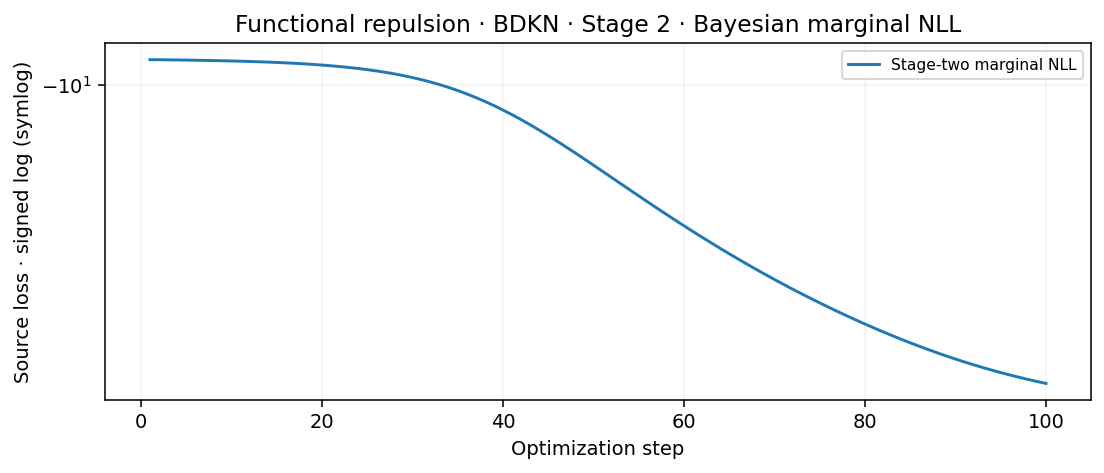 Functional repulsion · BDKN · Stage 2 · Bayesian marginal NLL
Source loss · signed log (symlog)
−10¹
Stage-two marginal NLL
0 20 40 60 80 100
Optimization step